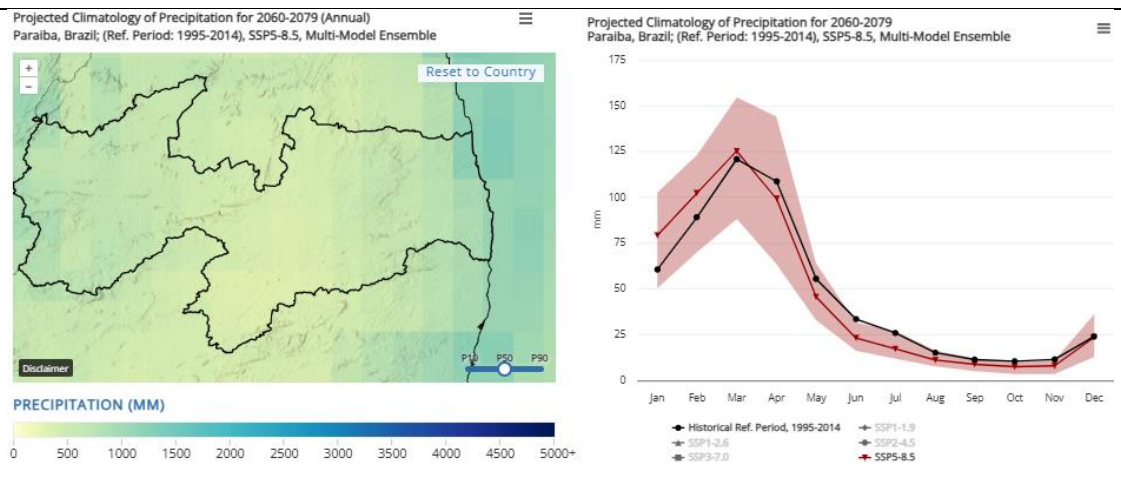 Projected Climatology of Precipitation for 2060-2079 (Annual)
Paraiba, Brazil; (Ref. Period: 1995-2014), SSP5-8.5, Multi-Model Ensemble
+
−
Reset to Country
Disclaimer
P10 P50 P90
PRECIPITATION (MM)
0 500 1000 1500 2000 2500 3000 3500 4000 4500 5000+
Projected Climatology of Precipitation for 2060-2079
Paraiba, Brazil; (Ref. Period: 1995-2014), SSP5-8.5, Multi-Model Ensemble
175
150
125
100
75
50
25
0
mm
Jan Feb Mar Apr May Jun Jul Aug Sep Oct Nov Dec
Historical Ref. Period, 1995-2014 SSP1-1.9
SSP1-2.6 SSP2-4.5
SSP3-7.0 SSP5-8.5